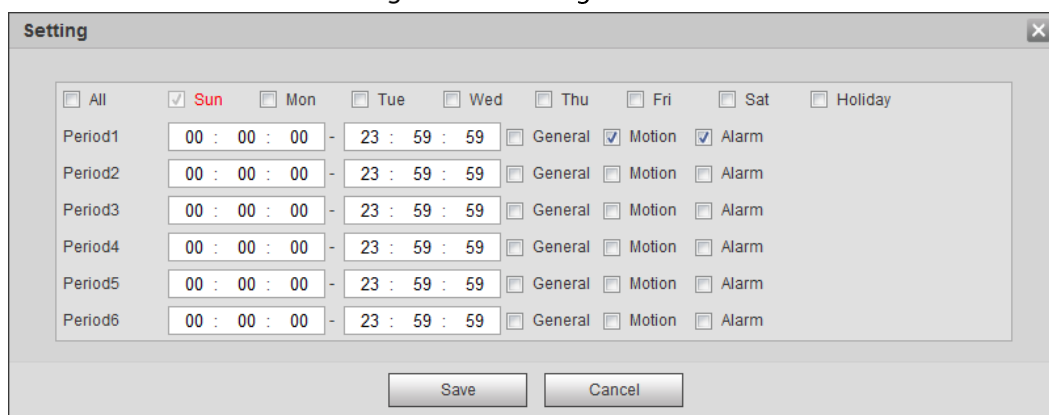 Setting
All Sun Mon Tue Wed Thu Fri Sat Holiday
Period1 00 : 00 : 00 - 23 : 59 : 59 General Motion Alarm
Period2 00 : 00 : 00 - 23 : 59 : 59 General Motion Alarm
Period3 00 : 00 : 00 - 23 : 59 : 59 General Motion Alarm
Period4 00 : 00 : 00 - 23 : 59 : 59 General Motion Alarm
Period5 00 : 00 : 00 - 23 : 59 : 59 General Motion Alarm
Period6 00 : 00 : 00 - 23 : 59 : 59 General Motion Alarm
Save Cancel